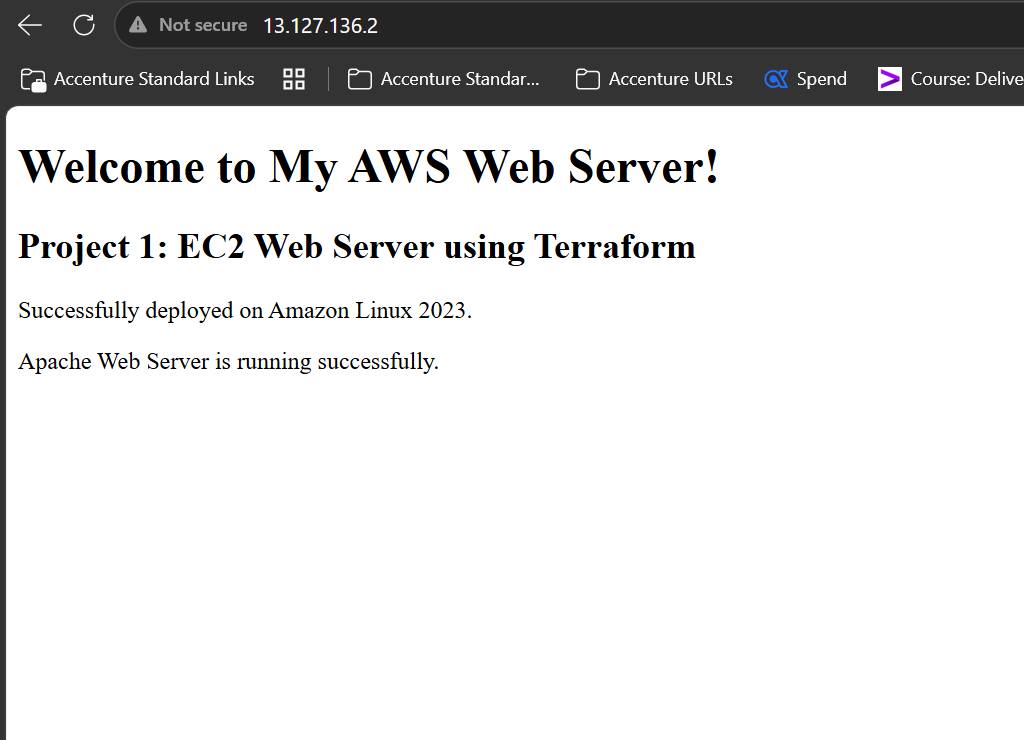 Not secure 13.127.136.2
Accenture Standard Links Accenture Standar... Accenture URLs Spend Course: Delive
Welcome to My AWS Web Server!
Project 1: EC2 Web Server using Terraform
Successfully deployed on Amazon Linux 2023.
Apache Web Server is running successfully.